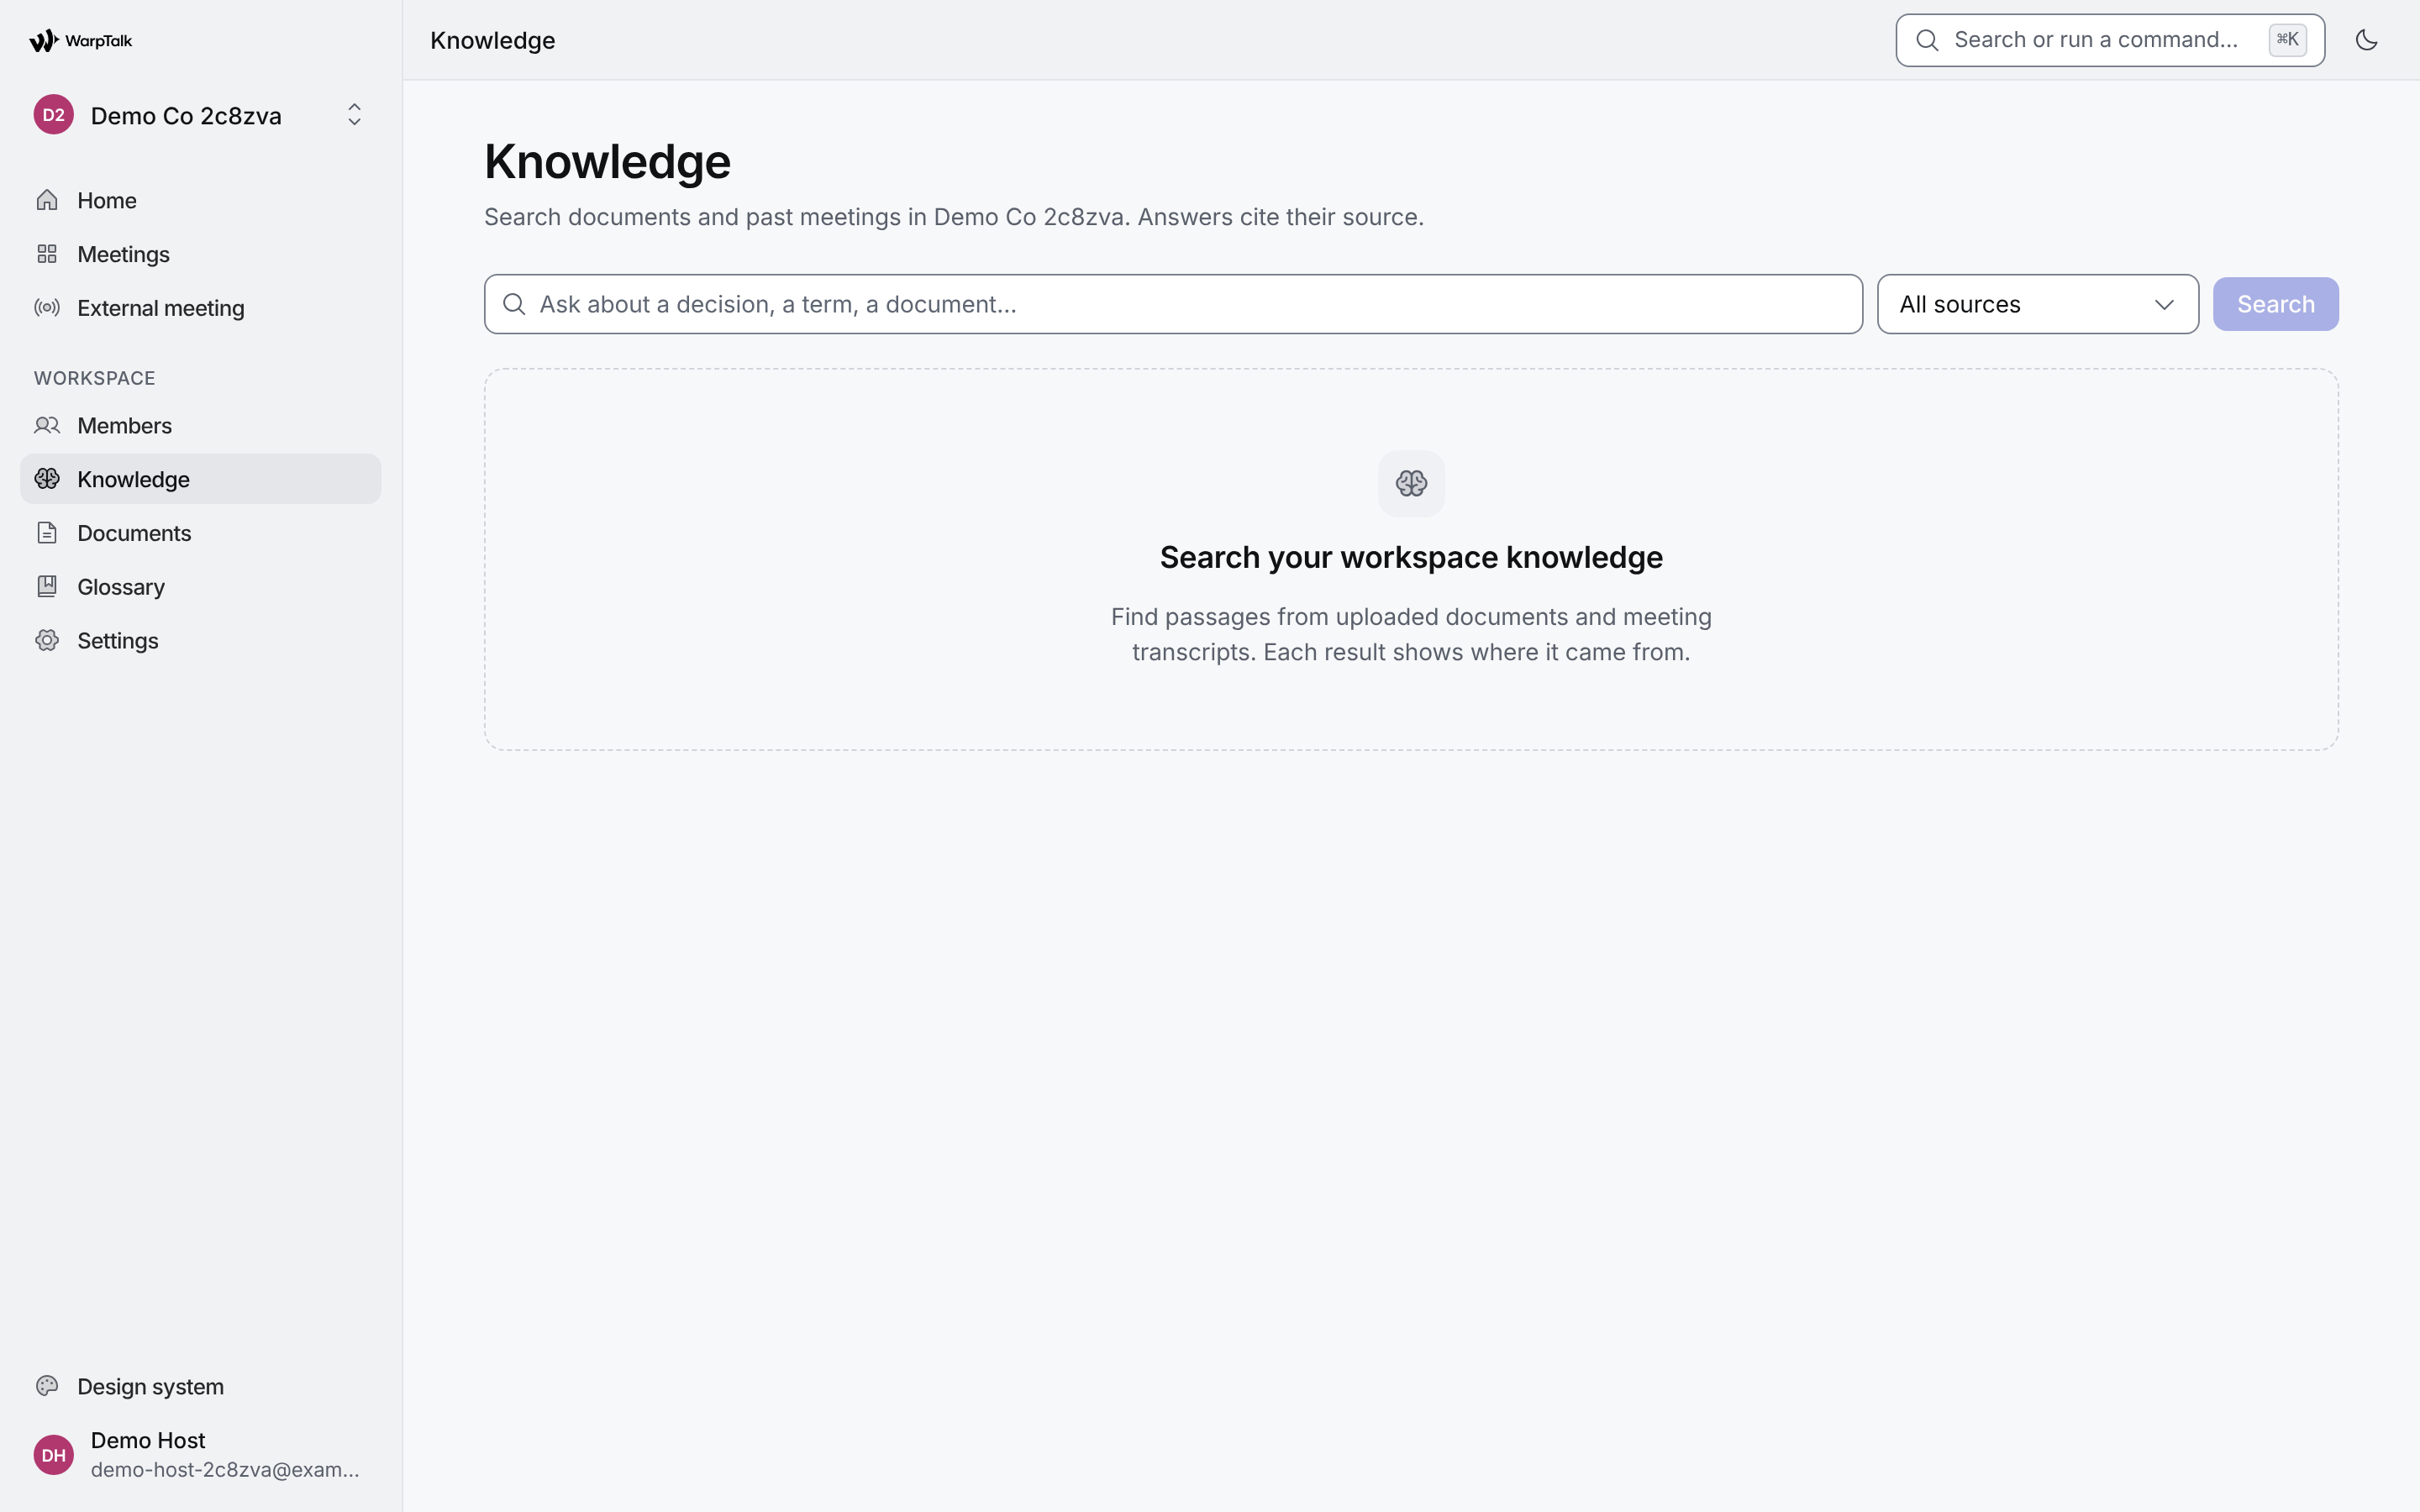 WarpTalk
D2
Demo Co 2c8zva
Home
Meetings
External meeting
WORKSPACE
Members
Knowledge
Documents
Glossary
Settings
Design system
DH
Demo Host
demo-host-2c8zva@exam...
Knowledge
Search or run a command...
⌘K
Knowledge
Search documents and past meetings in Demo Co 2c8zva. Answers cite their source.
Ask about a decision, a term, a document...
All sources
Search
Search your workspace knowledge
Find passages from uploaded documents and meeting
transcripts. Each result shows where it came from.